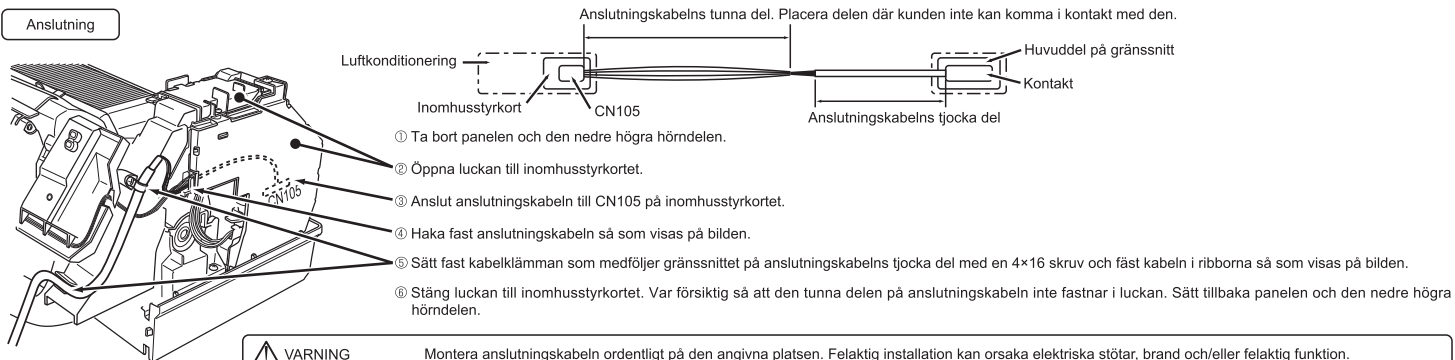 Anslutning
Anslutningskabelns tunna del. Placera delen där kunden inte kan komma i kontakt med den.
Luftkonditionering
Huvuddel på gränssnitt
Kontakt
Inomhusstyrkort
CN105
Anslutningskabelns tjocka del
① Ta bort panelen och den nedre högra hörndelen.
② Öppna luckan till inomhusstyrkortet.
CN105
③ Anslut anslutningskabeln till CN105 på inomhusstyrkortet.
④ Haka fast anslutningskabeln så som visas på bilden.
⑤ Sätt fast kabelklämman som medföljer gränssnittet på anslutningskabelns tjocka del med en 4×16 skruv och fäst kabeln i ribborna så som visas på bilden.
⑥ Stäng luckan till inomhusstyrkortet. Var försiktig så att den tunna delen på anslutningskabeln inte fastnar i luckan. Sätt tillbaka panelen och den nedre högra
hörndelen.
VARNING Montera anslutningskabeln ordentligt på den angivna platsen. Felaktig installation kan orsaka elektriska stötar, brand och/eller felaktig funktion.